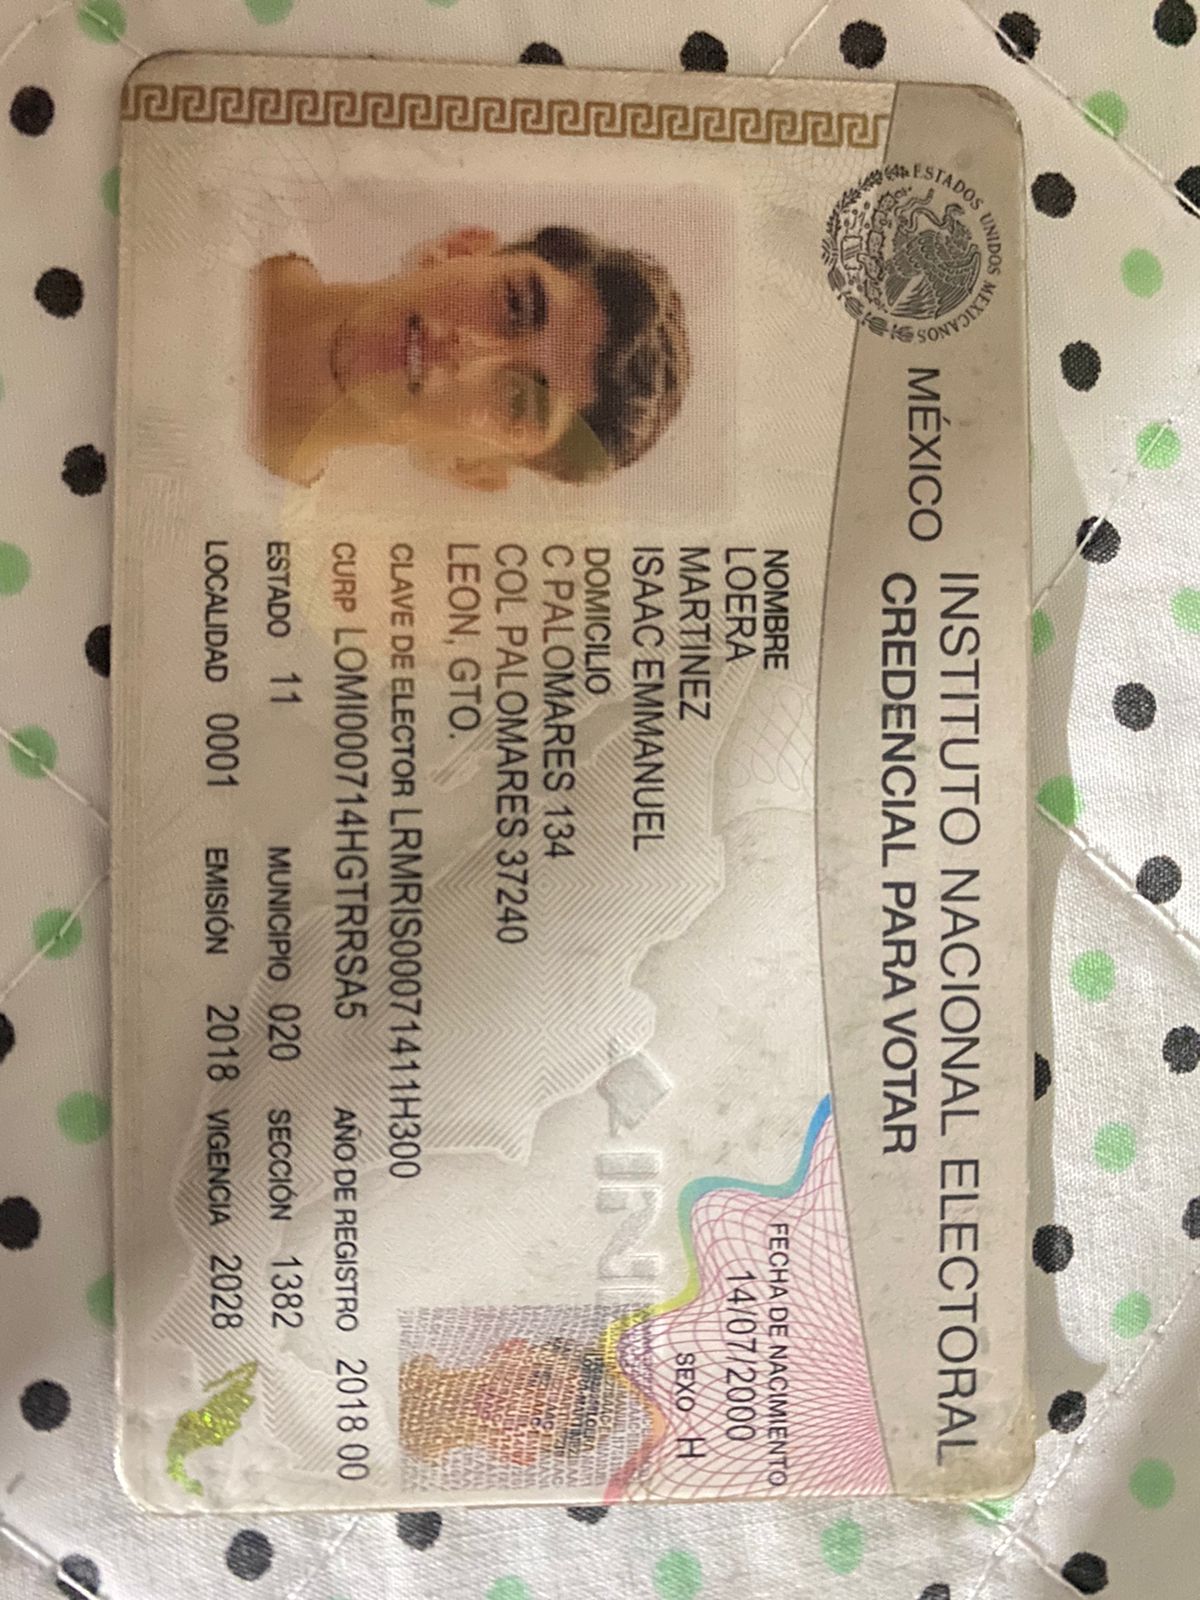 ESTADOS UNIDOS MEXICANOS
MÉXICO
INSTITUTO NACIONAL ELECTORAL
CREDENCIAL PARA VOTAR
NOMBRE
LOERA
MARTINEZ
ISAAC EMMANUEL
FECHA DE NACIMIENTO
14/07/2000
SEXO H
DOMICILIO
C PALOMARES 134
COL PALOMARES 37240
LEON, GTO.
CLAVE DE ELECTOR LRMRIS00071411H300
CURP LOMI000714HGTRRSA5 AÑO DE REGISTRO 2018 00
ESTADO 11 MUNICIPIO 020 SECCIÓN 1382
LOCALIDAD 0001 EMISIÓN 2018 VIGENCIA 2028
INE